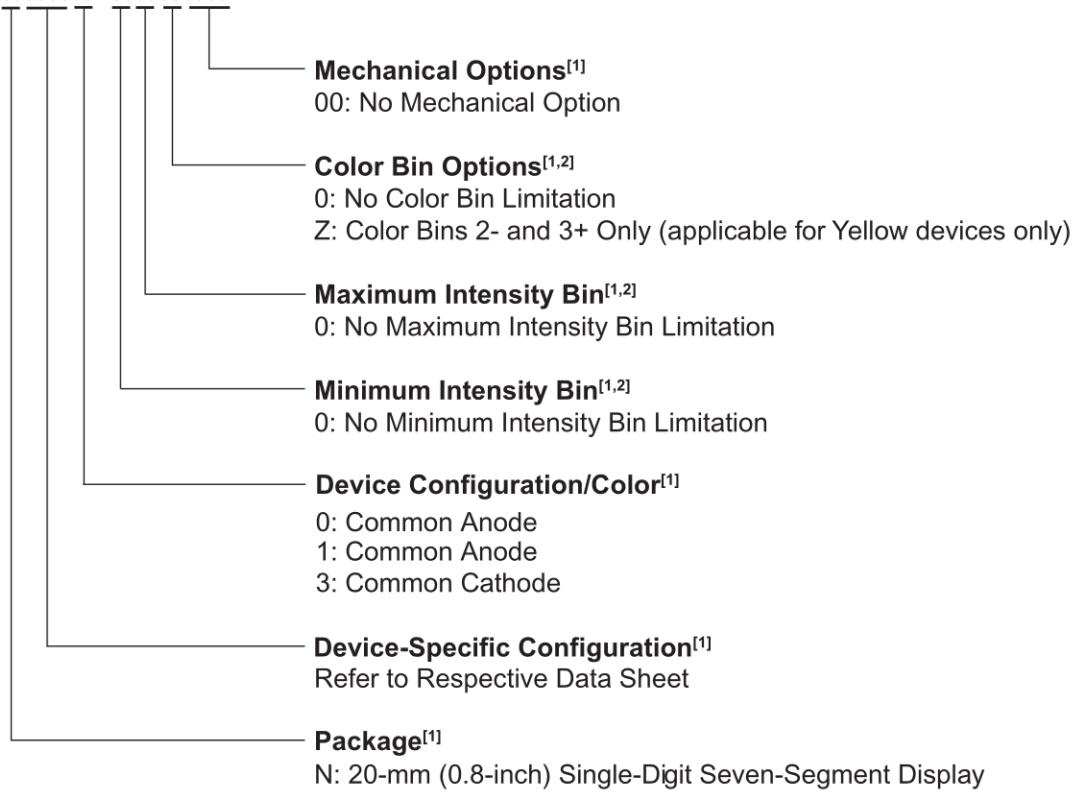 Mechanical Options[1]
00: No Mechanical Option
Color Bin Options[1,2]
0: No Color Bin Limitation
Z: Color Bins 2- and 3+ Only (applicable for Yellow devices only)
Maximum Intensity Bin[1,2]
0: No Maximum Intensity Bin Limitation
Minimum Intensity Bin[1,2]
0: No Minimum Intensity Bin Limitation
Device Configuration/Color[1]
0: Common Anode
1: Common Anode
3: Common Cathode
Device-Specific Configuration[1]
Refer to Respective Data Sheet
Package[1]
N: 20-mm (0.8-inch) Single-Digit Seven-Segment Display